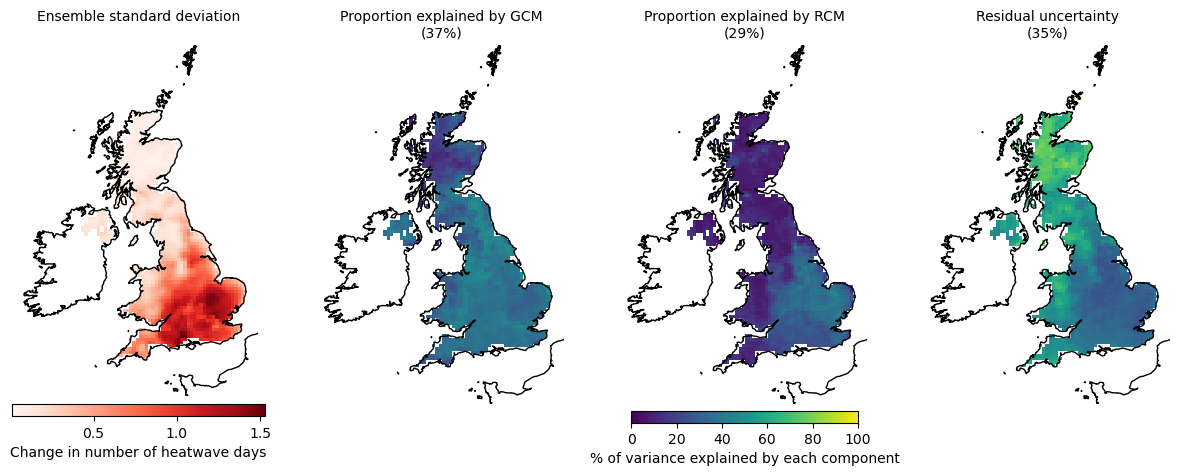 Ensemble standard deviation
Proportion explained by GCM
(37%)
Proportion explained by RCM
(29%)
Residual uncertainty
(35%)
0.5 1.0 1.5
Change in number of heatwave days
0 20 40 60 80 100
% of variance explained by each component